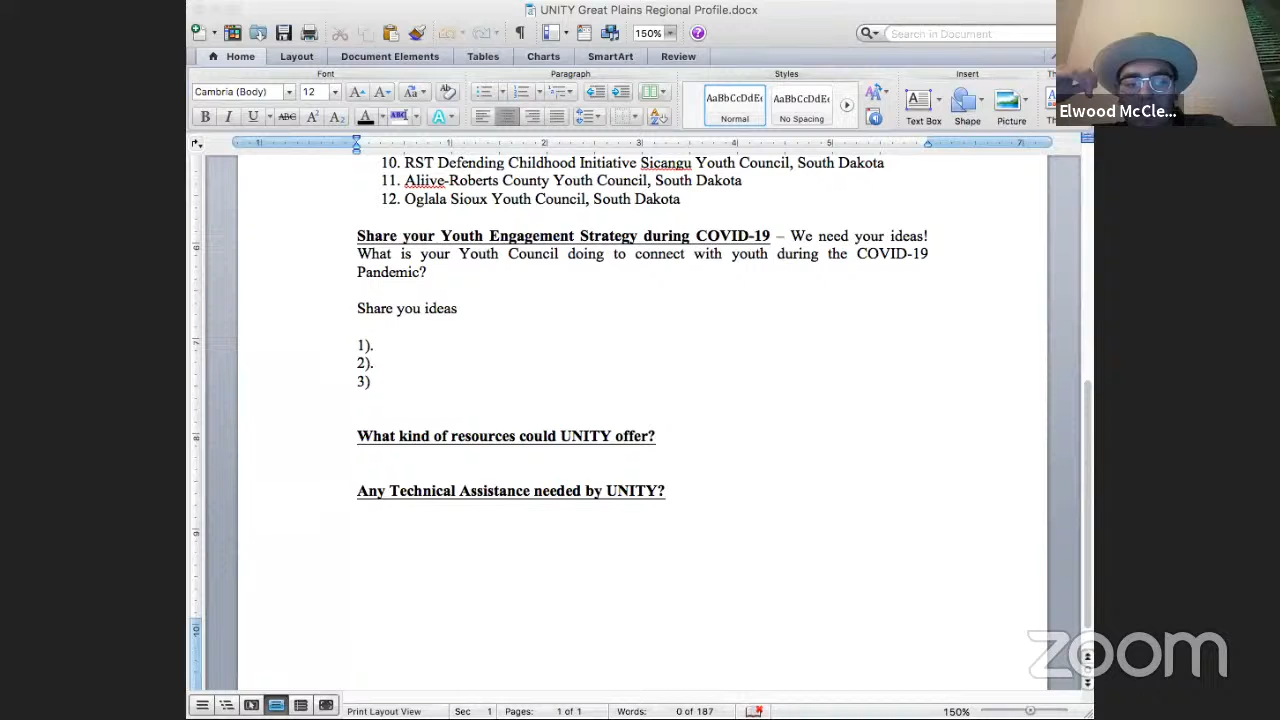 UNITY Great Plains Regional Profile.docx
150%
Search in Document
Home Layout Document Elements Tables Charts SmartArt Review
Font Paragraph Styles Insert
Cambria (Body) 12
AaBbCcDdE AaBbCcDdE
Normal No Spacing
Text Box Shape Picture
Elwood McCle...
10. RST Defending Childhood Initiative Sicangu Youth Council, South Dakota
11. Aliive-Roberts County Youth Council, South Dakota
12. Oglala Sioux Youth Council, South Dakota
Share your Youth Engagement Strategy during COVID-19 – We need your ideas!
What is your Youth Council doing to connect with youth during the COVID-19
Pandemic?
Share you ideas
1).
2).
3)
What kind of resources could UNITY offer?
Any Technical Assistance needed by UNITY?
zoom
Print Layout View Sec 1 Pages: 1 of 1 Words: 0 of 187 150%